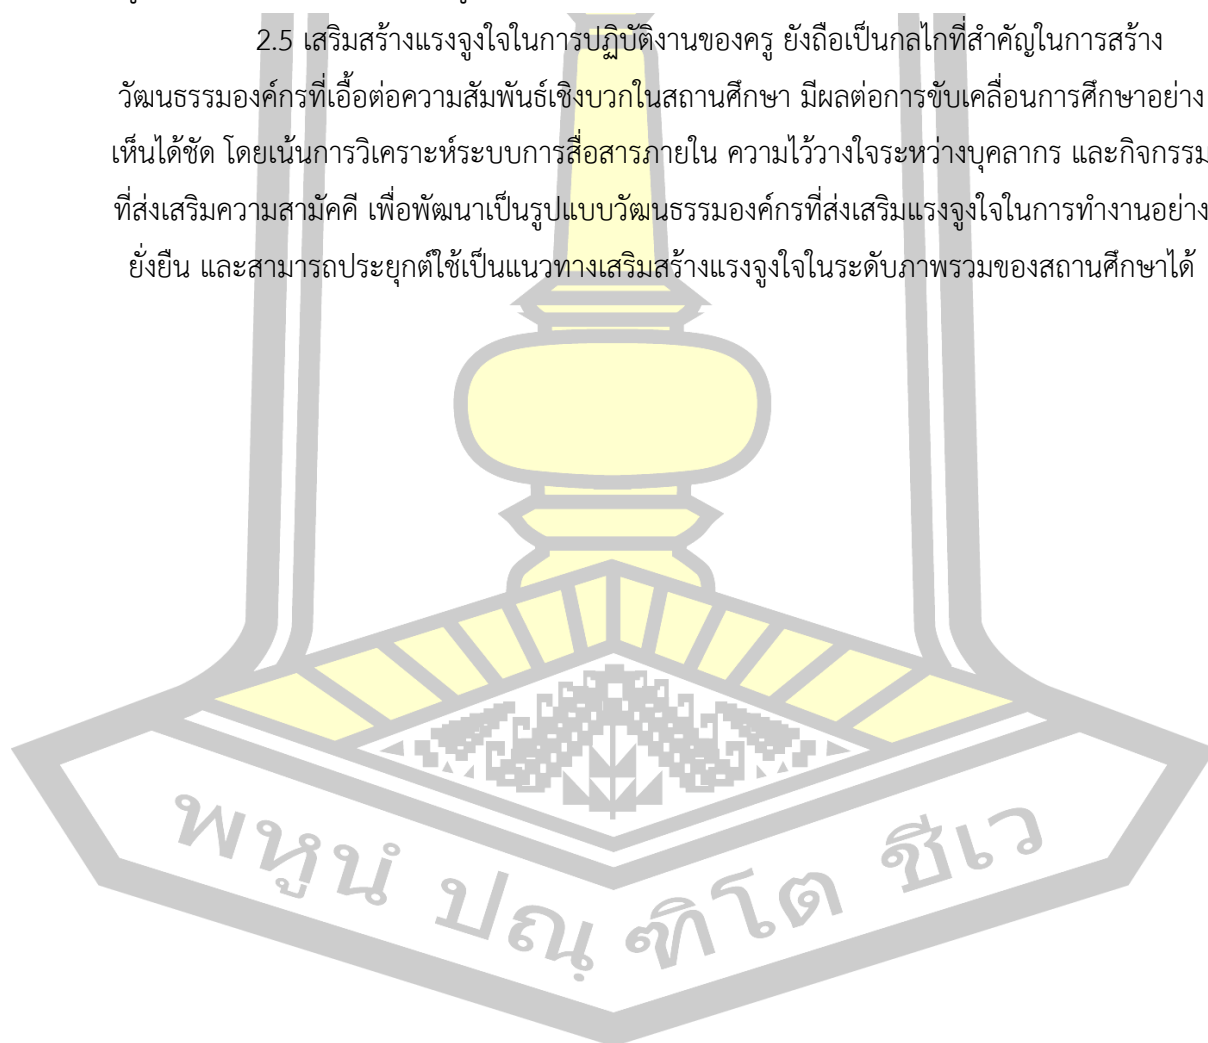 2.5 เสริมสร้างแรงจูงใจในการปฏิบัติงานของครู ยังถือเป็นกลไกที่สำคัญในการสร้าง
วัฒนธรรมองค์กรที่เอื้อต่อความสัมพันธ์เชิงบวกในสถานศึกษา มีผลต่อการขับเคลื่อนการศึกษาอย่าง
เห็นได้ชัด โดยเน้นการวิเคราะห์ระบบการสื่อสารภายใน ความไว้วางใจระหว่างบุคลากร และกิจกรรม
ที่ส่งเสริมความสามัคคี เพื่อพัฒนาเป็นรูปแบบวัฒนธรรมองค์กรที่ส่งเสริมแรงจูงใจในการทำงานอย่าง
ยั่งยืน และสามารถประยุกต์ใช้เป็นแนวทางเสริมสร้างแรงจูงใจในระดับภาพรวมของสถานศึกษาได้
พหูนํ ปณฺฑิโต ชีเว